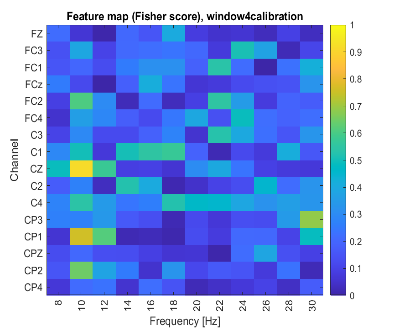 Feature map (Fisher score), window4calibration
Channel
FZ
FC3
FC1
FCz
FC2
FC4
C3
C1
CZ
C2
C4
CP3
CP1
CPZ
CP2
CP4
8 10 12 14 16 18 20 22 24 26 28 30
Frequency [Hz]
1
0.9
0.8
0.7
0.6
0.5
0.4
0.3
0.2
0.1
0